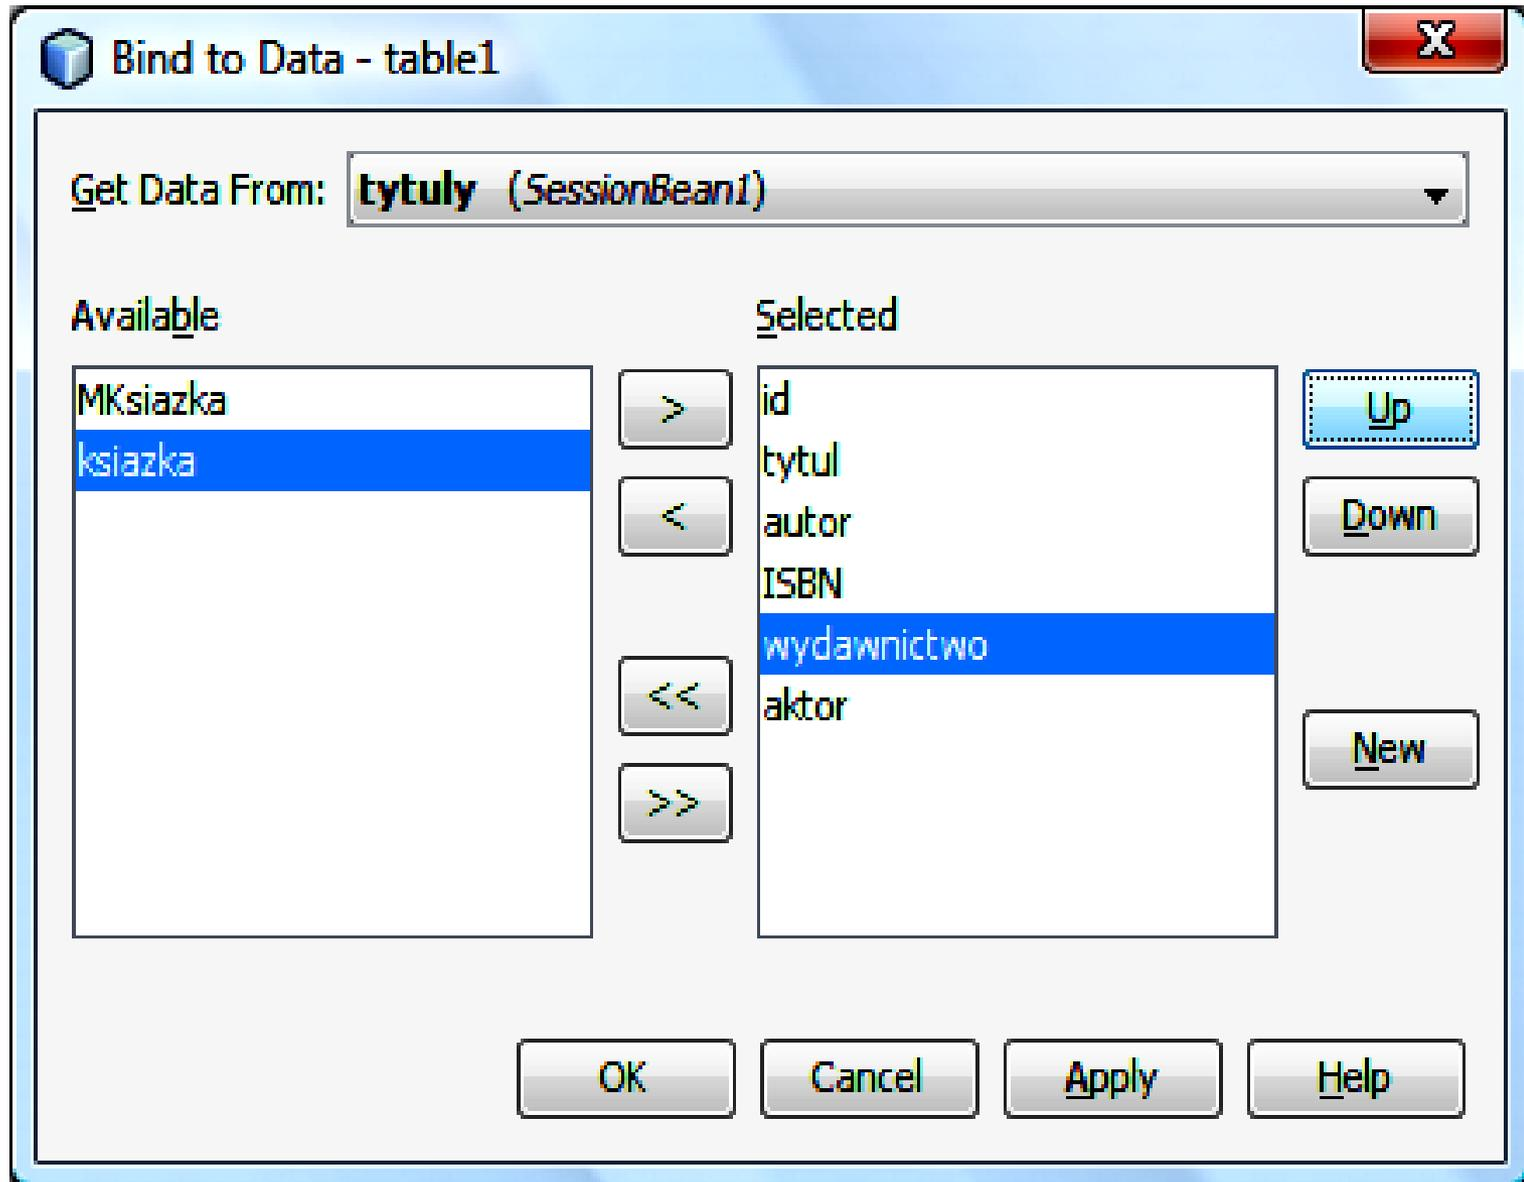 Bind to Data - table1
Get Data From: tytuly (SessionBean1)
Available
Selected
MKsiazka
ksiazka
>
<
<<
>>
id
tytul
autor
ISBN
wydawnictwo
aktor
Up
Down
New
OK Cancel Apply Help